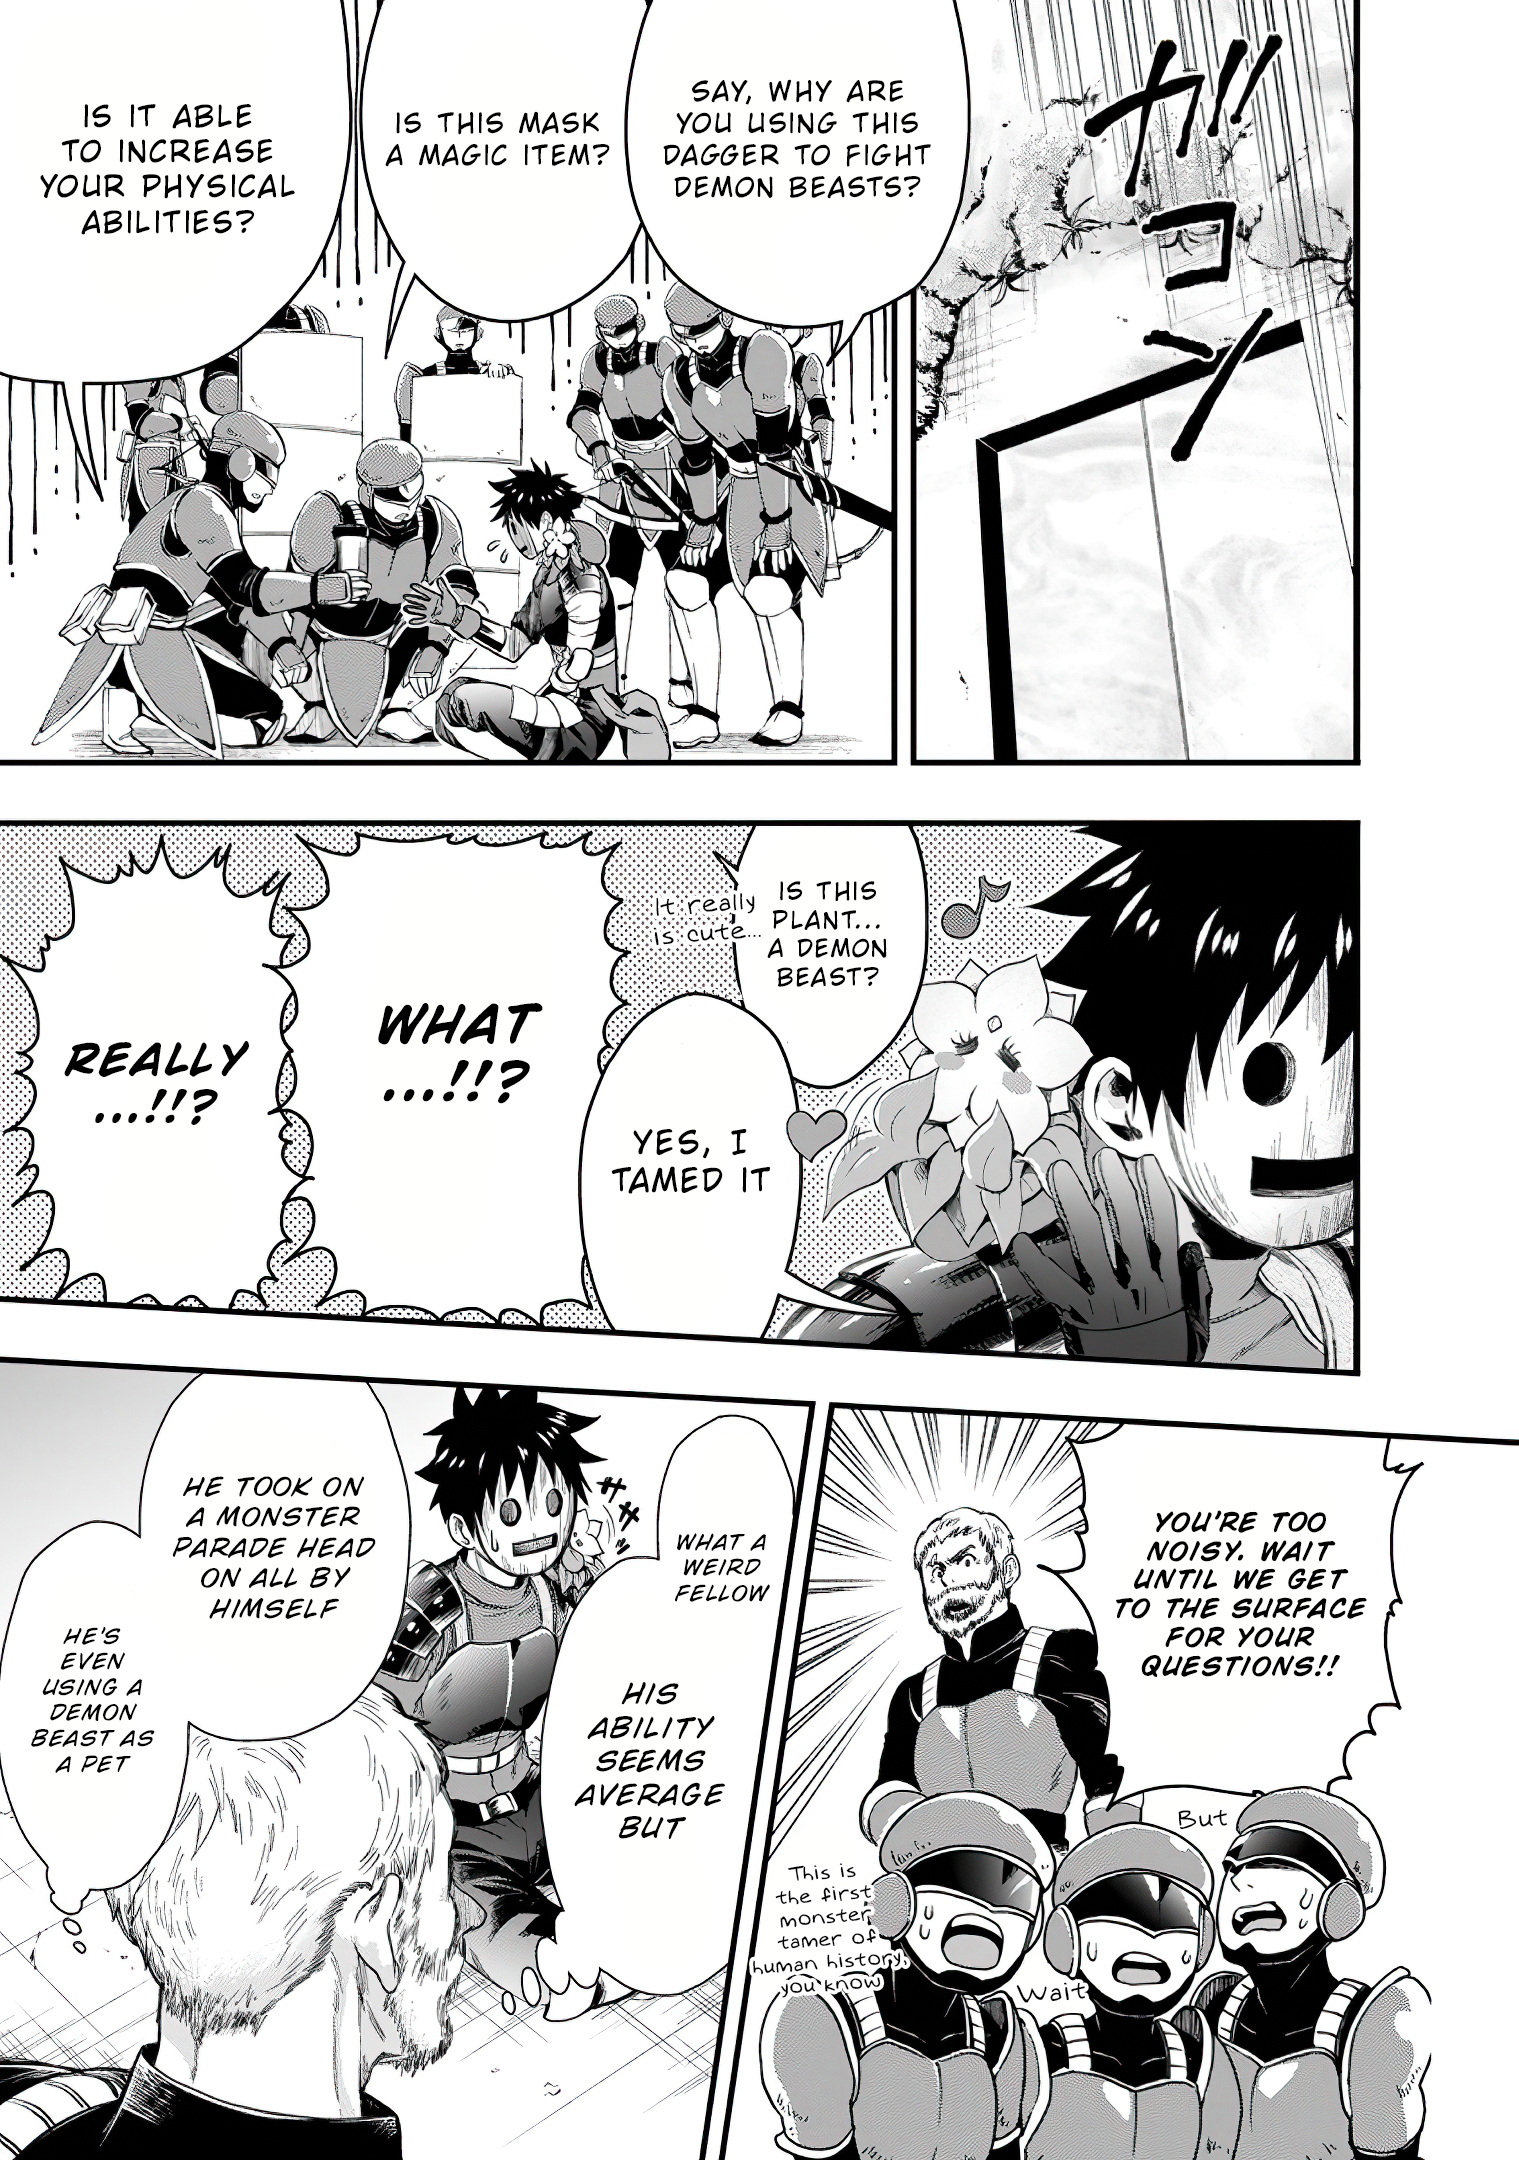 ガコン!!
SAY, WHY ARE
YOU USING THIS
DAGGER TO FIGHT
DEMON BEASTS?
IS THIS MASK
A MAGIC ITEM?
IS IT ABLE
TO INCREASE
YOUR PHYSICAL
ABILITIES?
IS THIS
PLANT...
A DEMON
BEAST?
It really
is cute...
YES, I
TAMED IT
WHAT
...!!?
REALLY
...!!?
YOU'RE TOO
NOISY. WAIT
UNTIL WE GET
TO THE SURFACE
FOR YOUR
QUESTIONS!!
But
Wait
This is
the first
monster
tamer of
human history,
you know
WHAT A
WEIRD
FELLOW
HIS
ABILITY
SEEMS
AVERAGE
BUT
HE TOOK ON
A MONSTER
PARADE HEAD
ON ALL BY
HIMSELF
HE'S
EVEN
USING A
DEMON
BEAST AS
A PET